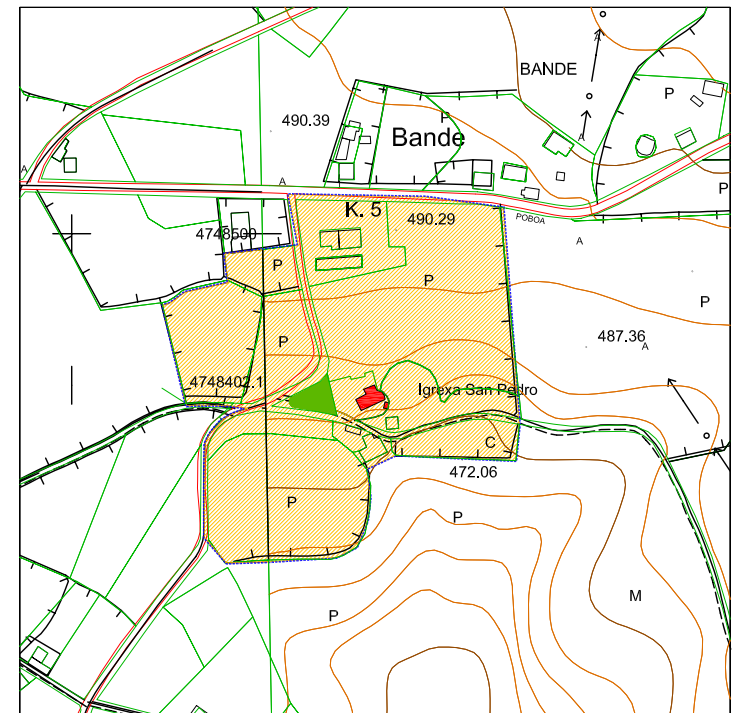 A
BANDE
P
490.39
P
A
Bande
A
A
P
K. 5
490.29
POBOA
P
4748500
A
P
P
P
P
487.36
A
4748402.1
Igrexa San Pedro
C
472.06
P
P
M
P